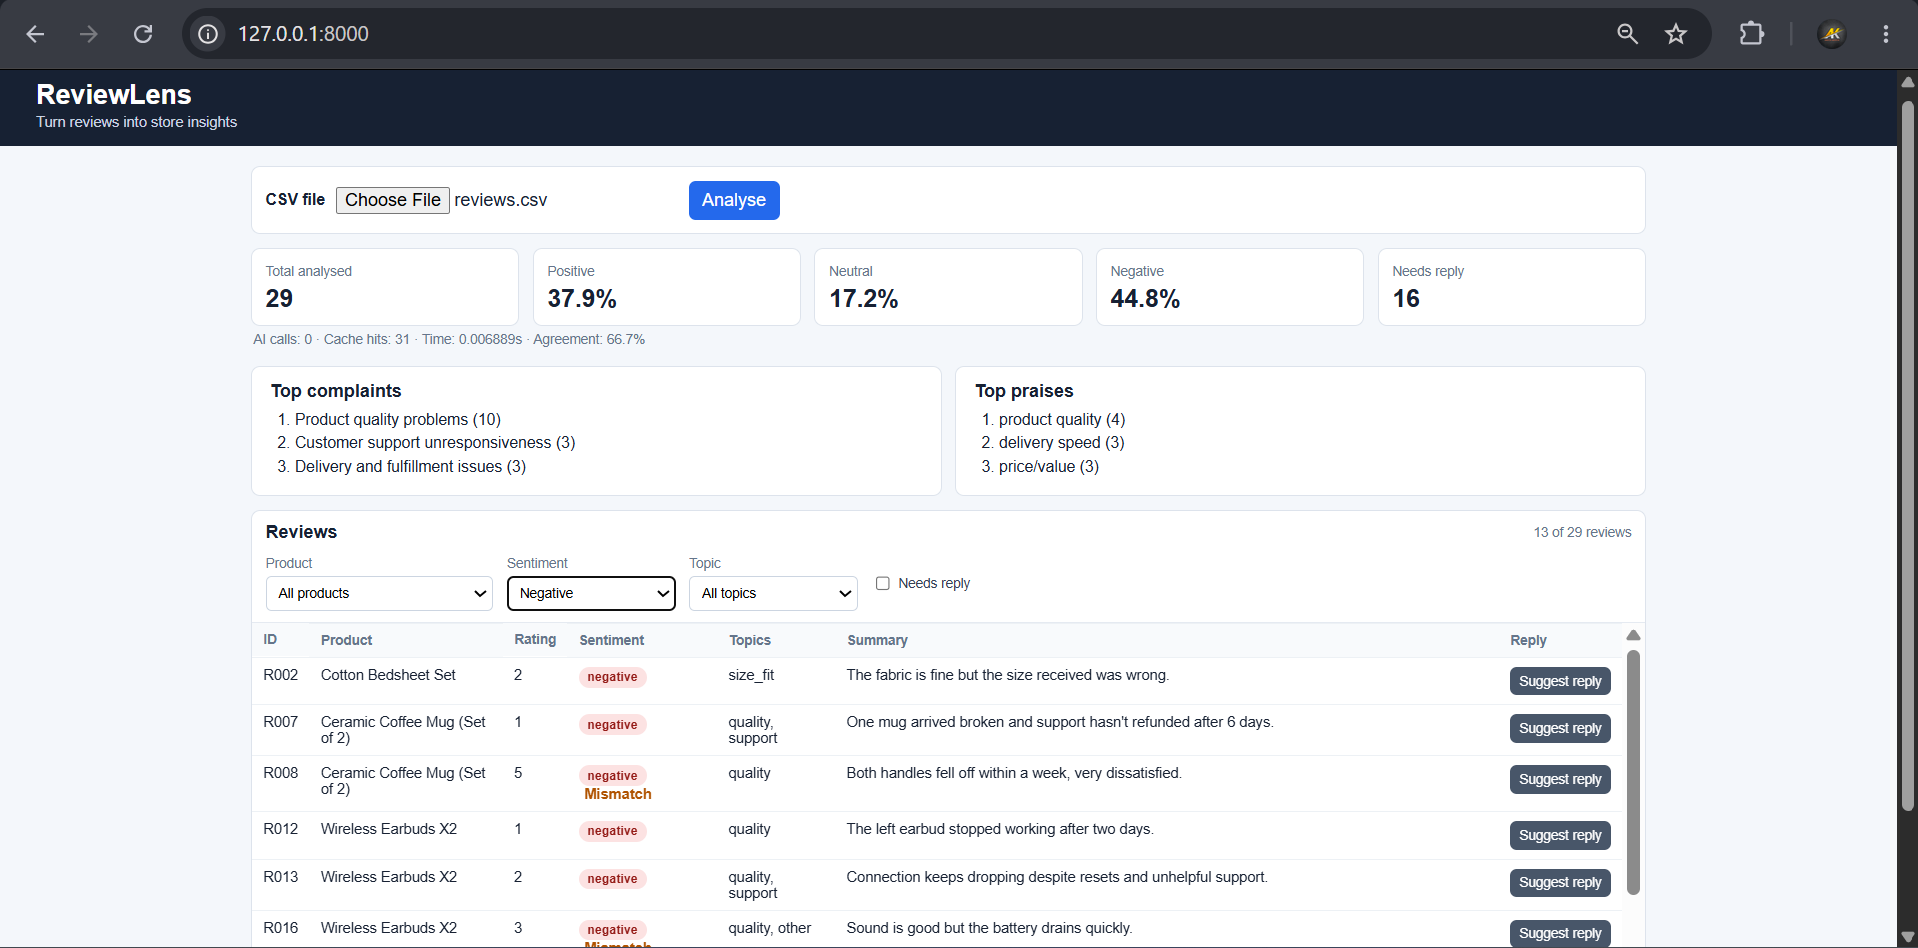 127.0.0.1:8000
ReviewLens
Turn reviews into store insights
CSV file Choose File reviews.csv Analyse
Total analysed
29
Positive
37.9%
Neutral
17.2%
Negative
44.8%
Needs reply
16
AI calls: 0 · Cache hits: 31 · Time: 0.006889s · Agreement: 66.7%
Top complaints
1. Product quality problems (10)
2. Customer support unresponsiveness (3)
3. Delivery and fulfillment issues (3)
Top praises
1. product quality (4)
2. delivery speed (3)
3. price/value (3)
Reviews
13 of 29 reviews
Product Sentiment Topic
All products Negative All topics Needs reply
ID Product Rating Sentiment Topics Summary Reply
R002 Cotton Bedsheet Set 2 negative size_fit The fabric is fine but the size received was wrong. Suggest reply
R007 Ceramic Coffee Mug (Set 1 negative quality, One mug arrived broken and support hasn't refunded after 6 days. Suggest reply
of 2) support
R008 Ceramic Coffee Mug (Set 5 negative quality Both handles fell off within a week, very dissatisfied. Suggest reply
of 2) Mismatch
R012 Wireless Earbuds X2 1 negative quality The left earbud stopped working after two days. Suggest reply
R013 Wireless Earbuds X2 2 negative quality, Connection keeps dropping despite resets and unhelpful support. Suggest reply
support
R016 Wireless Earbuds X2 3 negative quality, other Sound is good but the battery drains quickly. Suggest reply
Mismatch